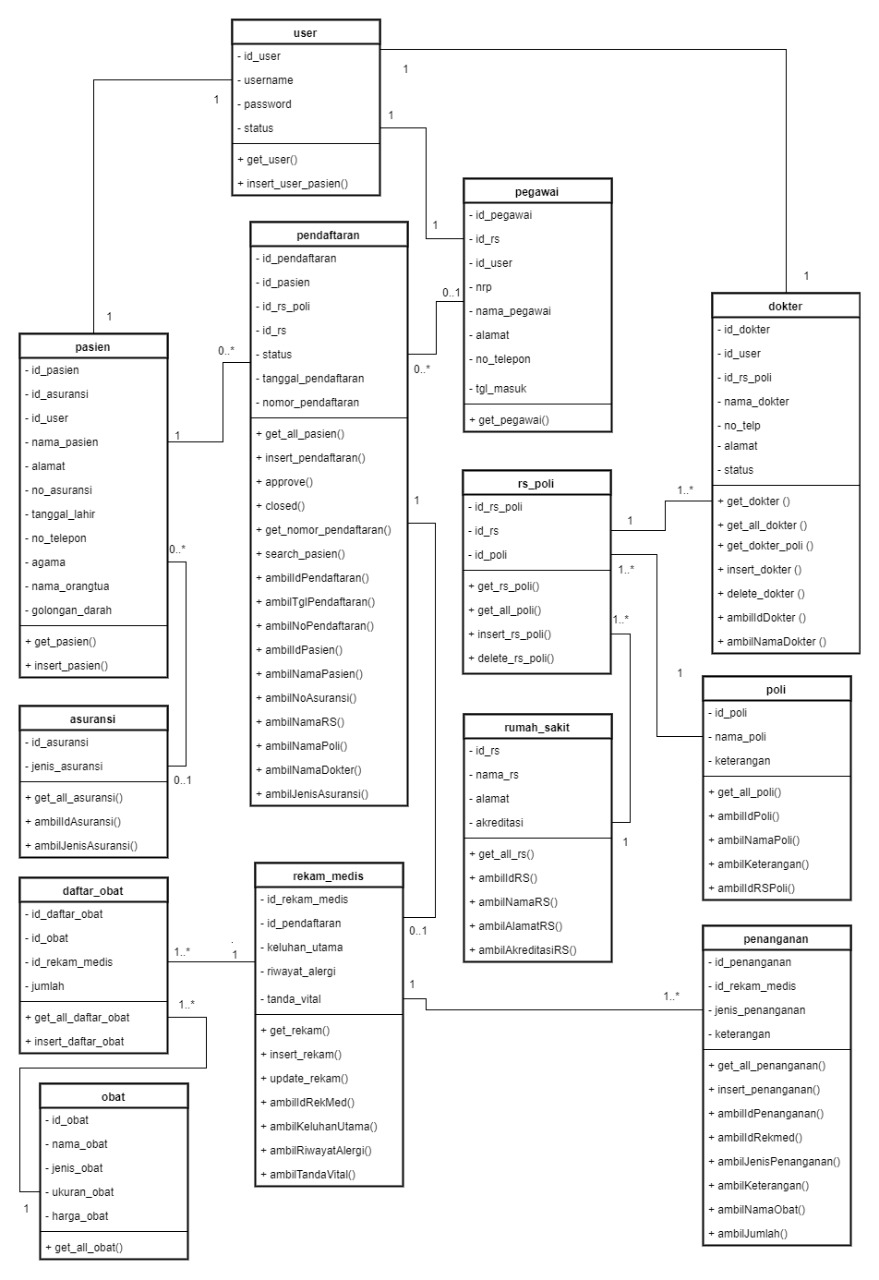 user
- id_user
- username
- password
- status
+ get_user()
+ insert_user_pasien()
1
1
1
1
1
1
pegawai
- id_pegawai
- id_rs
- id_user
- nrp
- nama_pegawai
- alamat
- no_telepon
- tgl_masuk
+ get_pegawai()
0..1
0..*
pendaftaran
- id_pendaftaran
- id_pasien
- id_rs_poli
- id_rs
- status
- tanggal_pendaftaran
- nomor_pendaftaran
+ get_all_pasien()
+ insert_pendaftaran()
+ approve()
+ closed()
+ get_nomor_pendaftaran()
+ search_pasien()
+ ambilIdPendaftaran()
+ ambilTglPendaftaran()
+ ambilNoPendaftaran()
+ ambilIdPasien()
+ ambilNamaPasien()
+ ambilNoAsuransi()
+ ambilNamaRS()
+ ambilNamaPoli()
+ ambilNamaDokter()
+ ambilJenisAsuransi()
0..*
1
1
0..1
dokter
- id_dokter
- id_user
- id_rs_poli
- nama_dokter
- no_telp
- alamat
- status
+ get_dokter ()
+ get_all_dokter ()
+ get_dokter_poli ()
+ insert_dokter ()
+ delete_dokter ()
+ ambilIdDokter ()
+ ambilNamaDokter ()
pasien
- id_pasien
- id_asuransi
- id_user
- nama_pasien
- alamat
- no_asuransi
- tanggal_lahir
- no_telepon
- agama
- nama_orangtua
- golongan_darah
+ get_pasien()
+ insert_pasien()
0..*
0..1
rs_poli
- id_rs_poli
- id_rs
- id_poli
+ get_rs_poli()
+ get_all_poli()
+ insert_rs_poli()
+ delete_rs_poli()
1..*
1
1..*
1..*
1
1
asuransi
- id_asuransi
- jenis_asuransi
+ get_all_asuransi()
+ ambilIdAsuransi()
+ ambilJenisAsuransi()
rumah_sakit
- id_rs
- nama_rs
- alamat
- akreditasi
+ get_all_rs()
+ ambilIdRS()
+ ambilNamaRS()
+ ambilAlamatRS()
+ ambilAkreditasiRS()
poli
- id_poli
- nama_poli
- keterangan
+ get_all_poli()
+ ambilIdPoli()
+ ambilNamaPoli()
+ ambilKeterangan()
+ ambilIdRSPoli()
daftar_obat
- id_daftar_obat
- id_obat
- id_rekam_medis
- jumlah
+ get_all_daftar_obat
+ insert_daftar_obat
1..*
1
1..*
1
rekam_medis
- id_rekam_medis
- id_pendaftaran
- keluhan_utama
- riwayat_alergi
- tanda_vital
+ get_rekam()
+ insert_rekam()
+ update_rekam()
+ ambilIdRekMed()
+ ambilKeluhanUtama()
+ ambilRiwayatAlergi()
+ ambilTandaVital()
1
1..*
penanganan
- id_penanganan
- id_rekam_medis
- jenis_penanganan
- keterangan
+ get_all_penanganan()
+ insert_penanganan()
+ ambilIdPenanganan()
+ ambilIdRekmed()
+ ambilJenisPenanganan()
+ ambilKeterangan()
+ ambilNamaObat()
+ ambilJumlah()
obat
- id_obat
- nama_obat
- jenis_obat
- ukuran_obat
- harga_obat
+ get_all_obat()